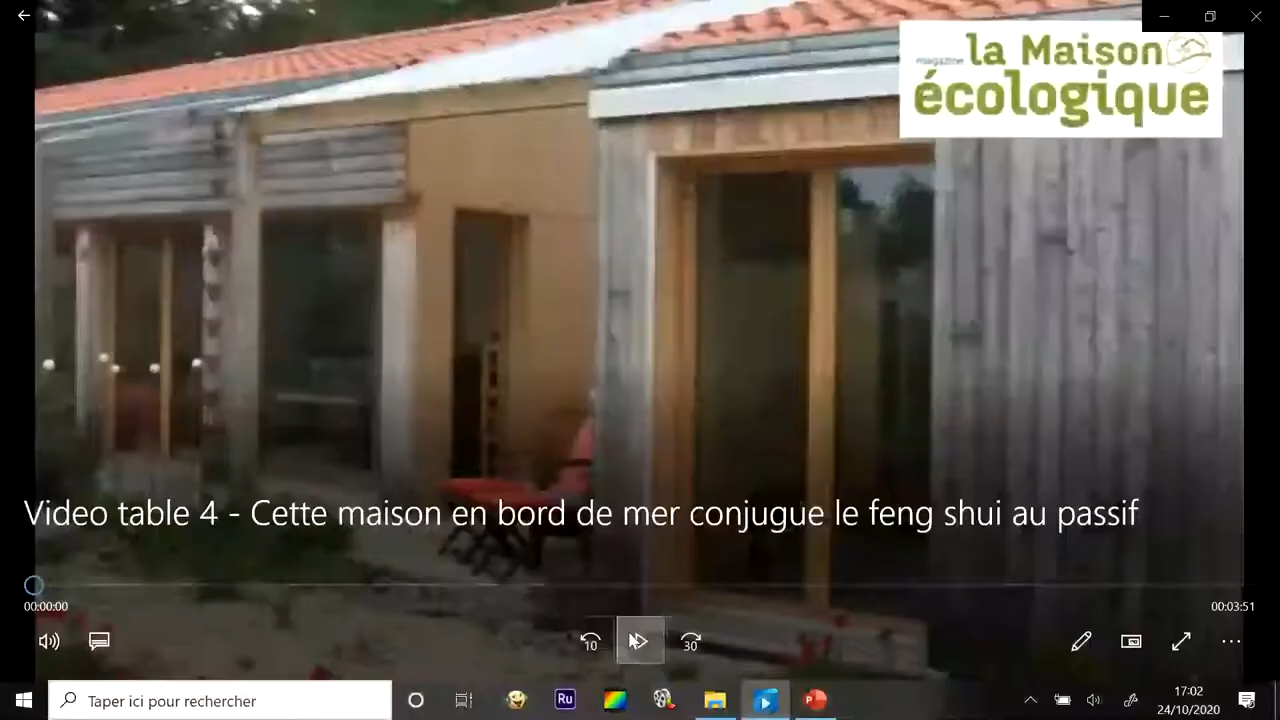 magazine
la Maison
écologique
Video table 4 - Cette maison en bord de mer conjugue le feng shui au passif
00:00:00
00:03:51
10
30
Taper ici pour rechercher
Ru
17:02
24/10/2020